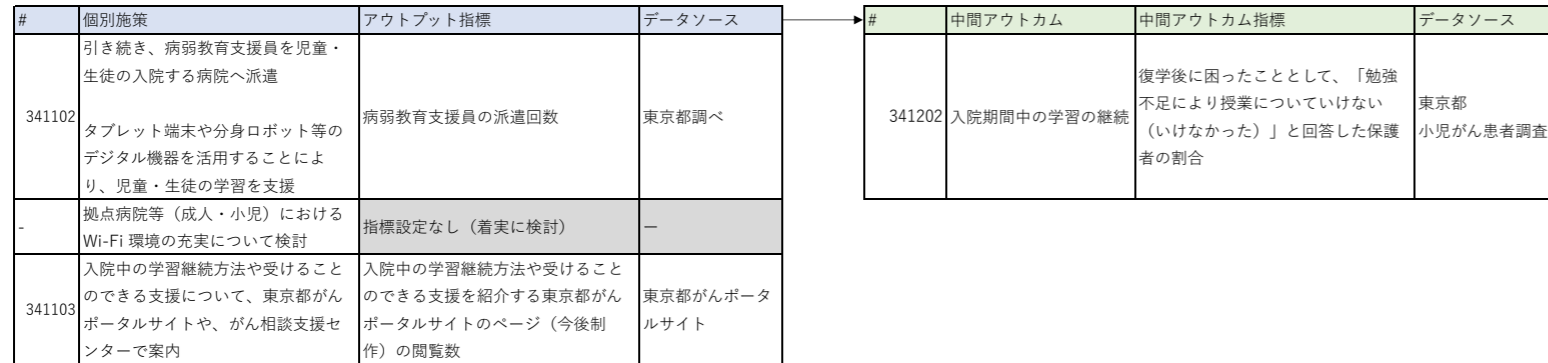 # 個別施策 アウトプット指標 データソース
341102
引き続き、病弱教育支援員を児童・
生徒の入院する病院へ派遣
タブレット端末や分身ロボット等の
デジタル機器を活用することによ
り、児童・生徒の学習を支援
病弱教育支援員の派遣回数
東京都調べ
-
拠点病院等（成人・小児）における
Wi-Fi 環境の充実について検討
指標設定なし（着実に検討）
ー
341103
入院中の学習継続方法や受けること
のできる支援について、東京都がん
ポータルサイトや、がん相談支援セ
ンターで案内
入院中の学習継続方法や受けること
のできる支援を紹介する東京都がん
ポータルサイトのページ（今後制
作）の閲覧数
東京都がんポータ
ルサイト
# 中間アウトカム 中間アウトカム指標 データソース
341202
入院期間中の学習の継続
復学後に困ったこととして、「勉強
不足により授業についていけない
（いけなかった）」と回答した保護
者の割合
東京都
小児がん患者調査